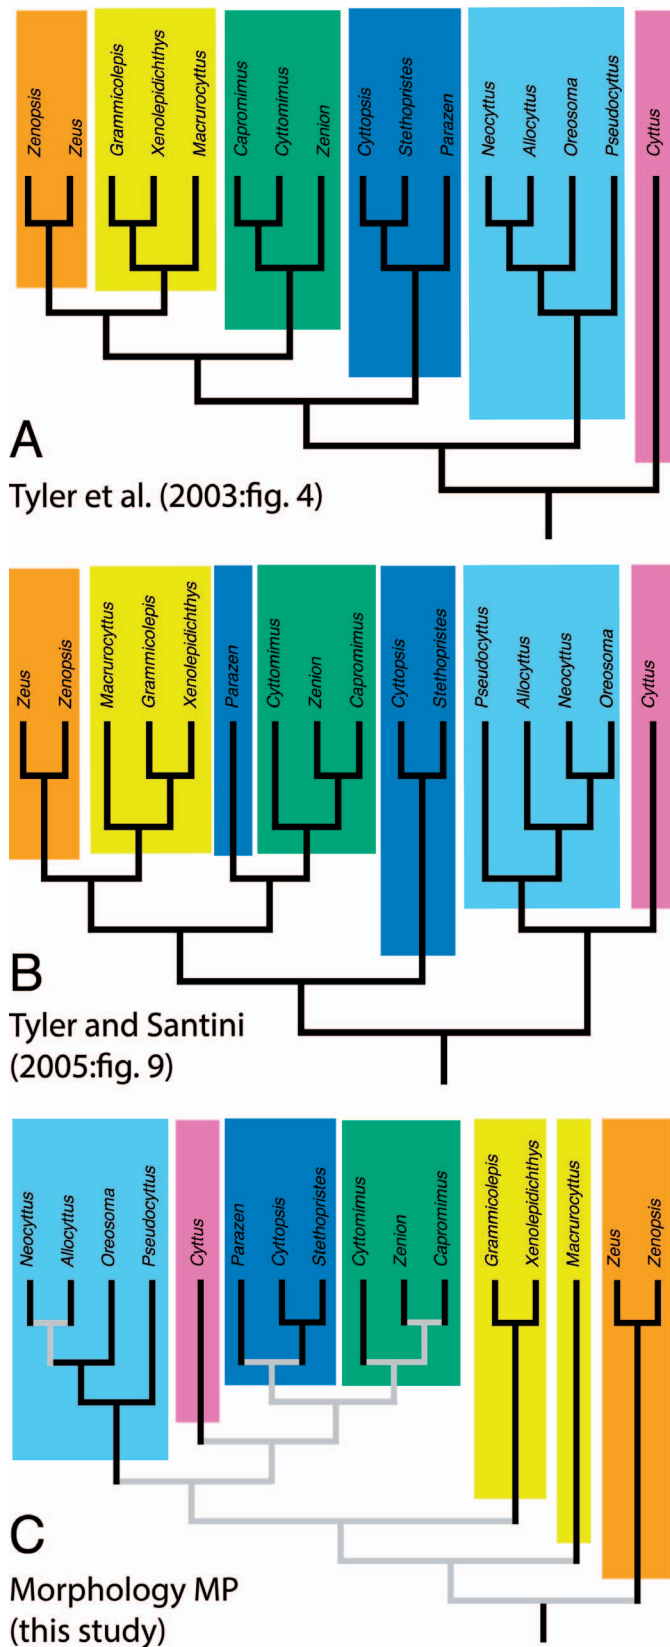 Zenopsis
Zeus
Grammicolepis
Xenolepidichthys
Macrurocyttus
Capromimus
Cyttomimus
Zenion
Cyttopsis
Stethopristes
Parazen
Neocyttus
Allocyttus
Oreosoma
Pseudocyttus
Cyttus
A
Tyler et al. (2003:fig. 4)
Zeus
Zenopsis
Macrurocyttus
Grammicolepis
Xenolepidichthys
Parazen
Cyttomimus
Zenion
Capromimus
Cyttopsis
Stethopristes
Pseudocyttus
Allocyttus
Neocyttus
Oreosoma
Cyttus
B
Tyler and Santini
(2005:fig. 9)
Neocyttus
Allocyttus
Oreosoma
Pseudocyttus
Cyttus
Parazen
Cyttopsis
Stethopristes
Cyttomimus
Zenion
Capromimus
Grammicolepis
Xenolepidichthys
Macrurocyttus
Zeus
Zenopsis
C
Morphology MP
(this study)